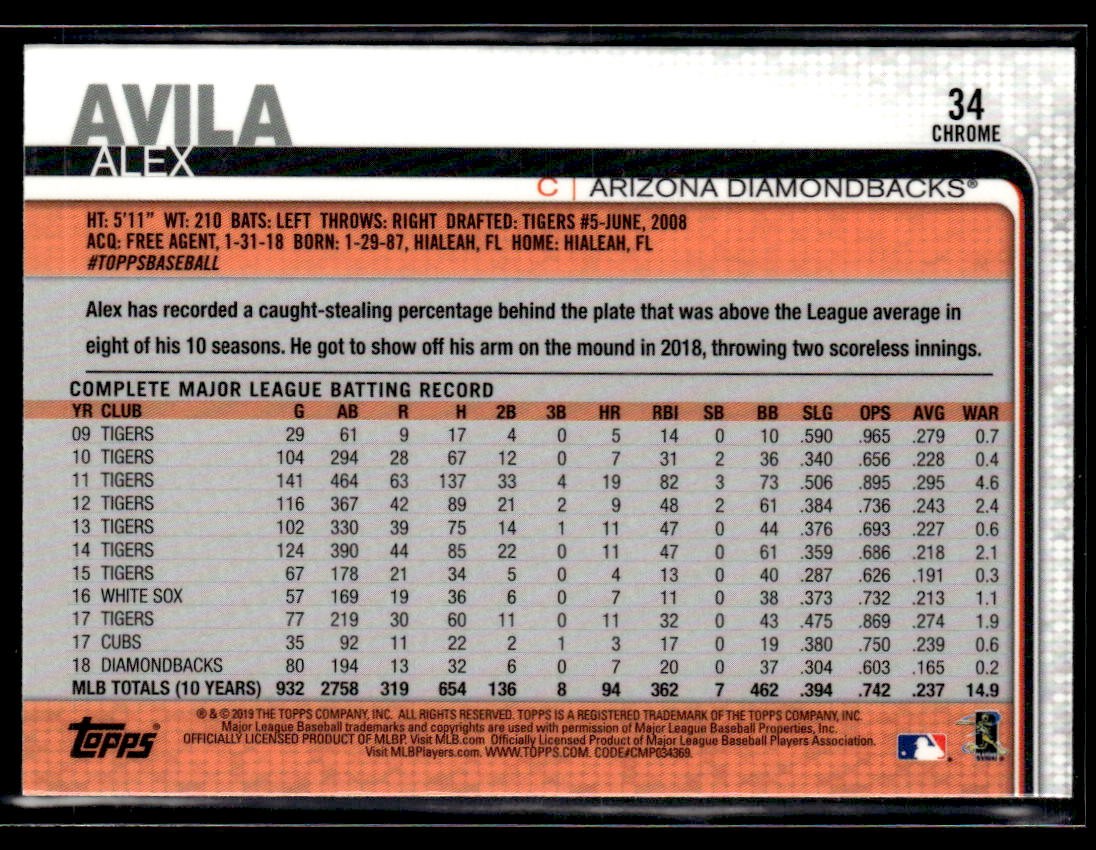 AVILA
ALEX
34
CHROME
C | ARIZONA DIAMONDBACKS®
HT: 5'11" WT: 210 BATS: LEFT THROWS: RIGHT DRAFTED: TIGERS #5-JUNE, 2008
ACQ: FREE AGENT, 1-31-18 BORN: 1-29-87, HIALEAH, FL HOME: HIALEAH, FL
#TOPPSBASEBALL
Alex has recorded a caught-stealing percentage behind the plate that was above the League average in
eight of his 10 seasons. He got to show off his arm on the mound in 2018, throwing two scoreless innings.
COMPLETE MAJOR LEAGUE BATTING RECORD
YR CLUB G AB R H 2B 3B HR RBI SB BB SLG OPS AVG WAR
09 TIGERS 29 61 9 17 4 0 5 14 0 10 .590 .965 .279 0.7
10 TIGERS 104 294 28 67 12 0 7 31 2 36 .340 .656 .228 0.4
11 TIGERS 141 464 63 137 33 4 19 82 3 73 .506 .895 .295 4.6
12 TIGERS 116 367 42 89 21 2 9 48 2 61 .384 .736 .243 2.4
13 TIGERS 102 330 39 75 14 1 11 47 0 44 .376 .693 .227 0.6
14 TIGERS 124 390 44 85 22 0 11 47 0 61 .359 .686 .218 2.1
15 TIGERS 67 178 21 34 5 0 4 13 0 40 .287 .626 .191 0.3
16 WHITE SOX 57 169 19 36 6 0 7 11 0 38 .373 .732 .213 1.1
17 TIGERS 77 219 30 60 11 0 11 32 0 43 .475 .869 .274 1.9
17 CUBS 35 92 11 22 2 1 3 17 0 19 .380 .750 .239 0.6
18 DIAMONDBACKS 80 194 13 32 6 0 7 20 0 37 .304 .603 .165 0.2
MLB TOTALS (10 YEARS) 932 2758 319 654 136 8 94 362 7 462 .394 .742 .237 14.9
Topps®
® & © 2019 THE TOPPS COMPANY, INC. ALL RIGHTS RESERVED. TOPPS IS A REGISTERED TRADEMARK OF THE TOPPS COMPANY, INC.
Major League Baseball trademarks and copyrights are used with permission of Major League Baseball Properties, Inc.
OFFICIALLY LICENSED PRODUCT OF MLBP. Visit MLB.com Officially Licensed Product of Major League Baseball Players Association.
Visit MLBPlayers.com. WWW.TOPPS.COM. CODE#CMP034369.